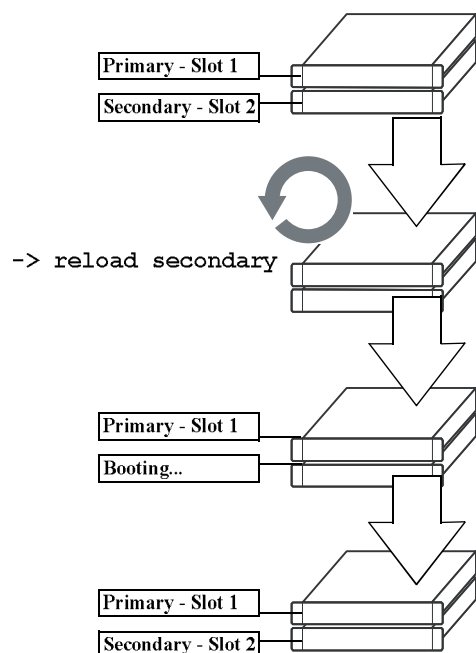 Primary - Slot 1
Secondary - Slot 2
-> reload secondary
Primary - Slot 1
Booting...
Primary - Slot 1
Secondary - Slot 2